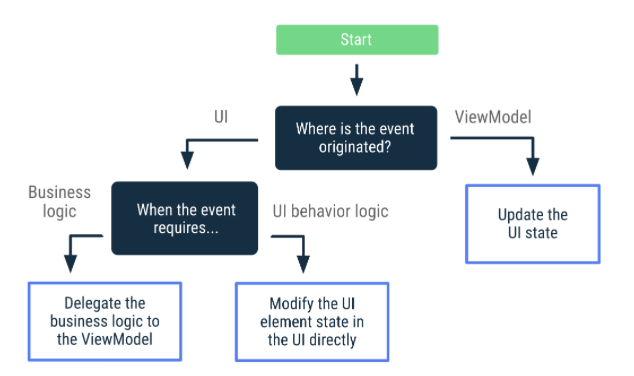 Start
Where is the event
originated?
UI
ViewModel
When the event
requires...
Business
logic
UI behavior logic
Update the
UI state
Delegate the
business logic to
the ViewModel
Modify the UI
element state in
the UI directly